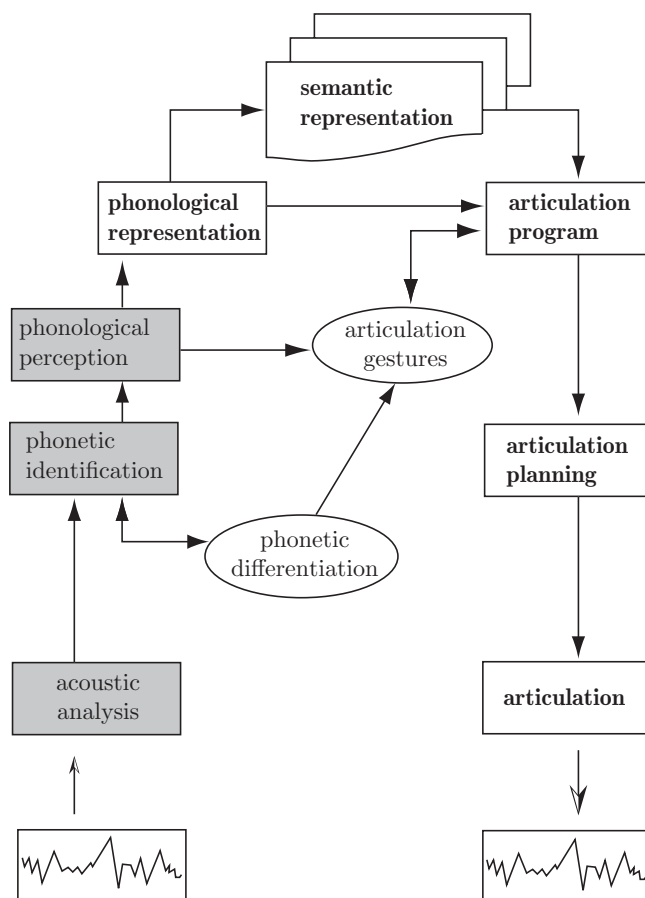 semantic
representation
phonological
representation
articulation
program
phonological
perception
articulation
gestures
phonetic
identification
articulation
planning
phonetic
differentiation
acoustic
analysis
articulation